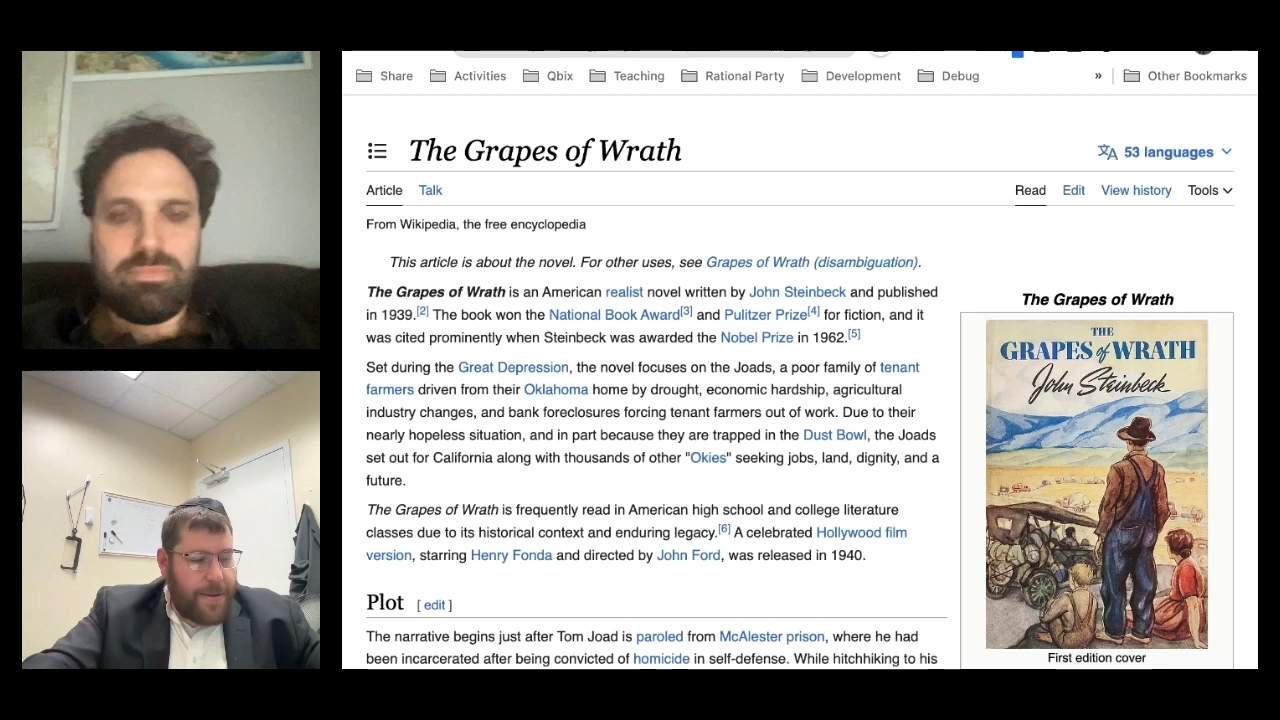 Share Activities Qbix Teaching Rational Party Development Debug » Other Bookmarks
The Grapes of Wrath
53 languages
Article Talk Read Edit View history Tools
From Wikipedia, the free encyclopedia
This article is about the novel. For other uses, see Grapes of Wrath (disambiguation).
The Grapes of Wrath is an American realist novel written by John Steinbeck and published
in 1939.[2] The book won the National Book Award[3] and Pulitzer Prize[4] for fiction, and it
was cited prominently when Steinbeck was awarded the Nobel Prize in 1962.[5]
Set during the Great Depression, the novel focuses on the Joads, a poor family of tenant
farmers driven from their Oklahoma home by drought, economic hardship, agricultural
industry changes, and bank foreclosures forcing tenant farmers out of work. Due to their
nearly hopeless situation, and in part because they are trapped in the Dust Bowl, the Joads
set out for California along with thousands of other "Okies" seeking jobs, land, dignity, and a
future.
The Grapes of Wrath is frequently read in American high school and college literature
classes due to its historical context and enduring legacy.[6] A celebrated Hollywood film
version, starring Henry Fonda and directed by John Ford, was released in 1940.
Plot [ edit ]
The narrative begins just after Tom Joad is paroled from McAlester prison, where he had
been incarcerated after being convicted of homicide in self-defense. While hitchhiking to his
The Grapes of Wrath
THE
GRAPES of WRATH
John Steinbeck
First edition cover